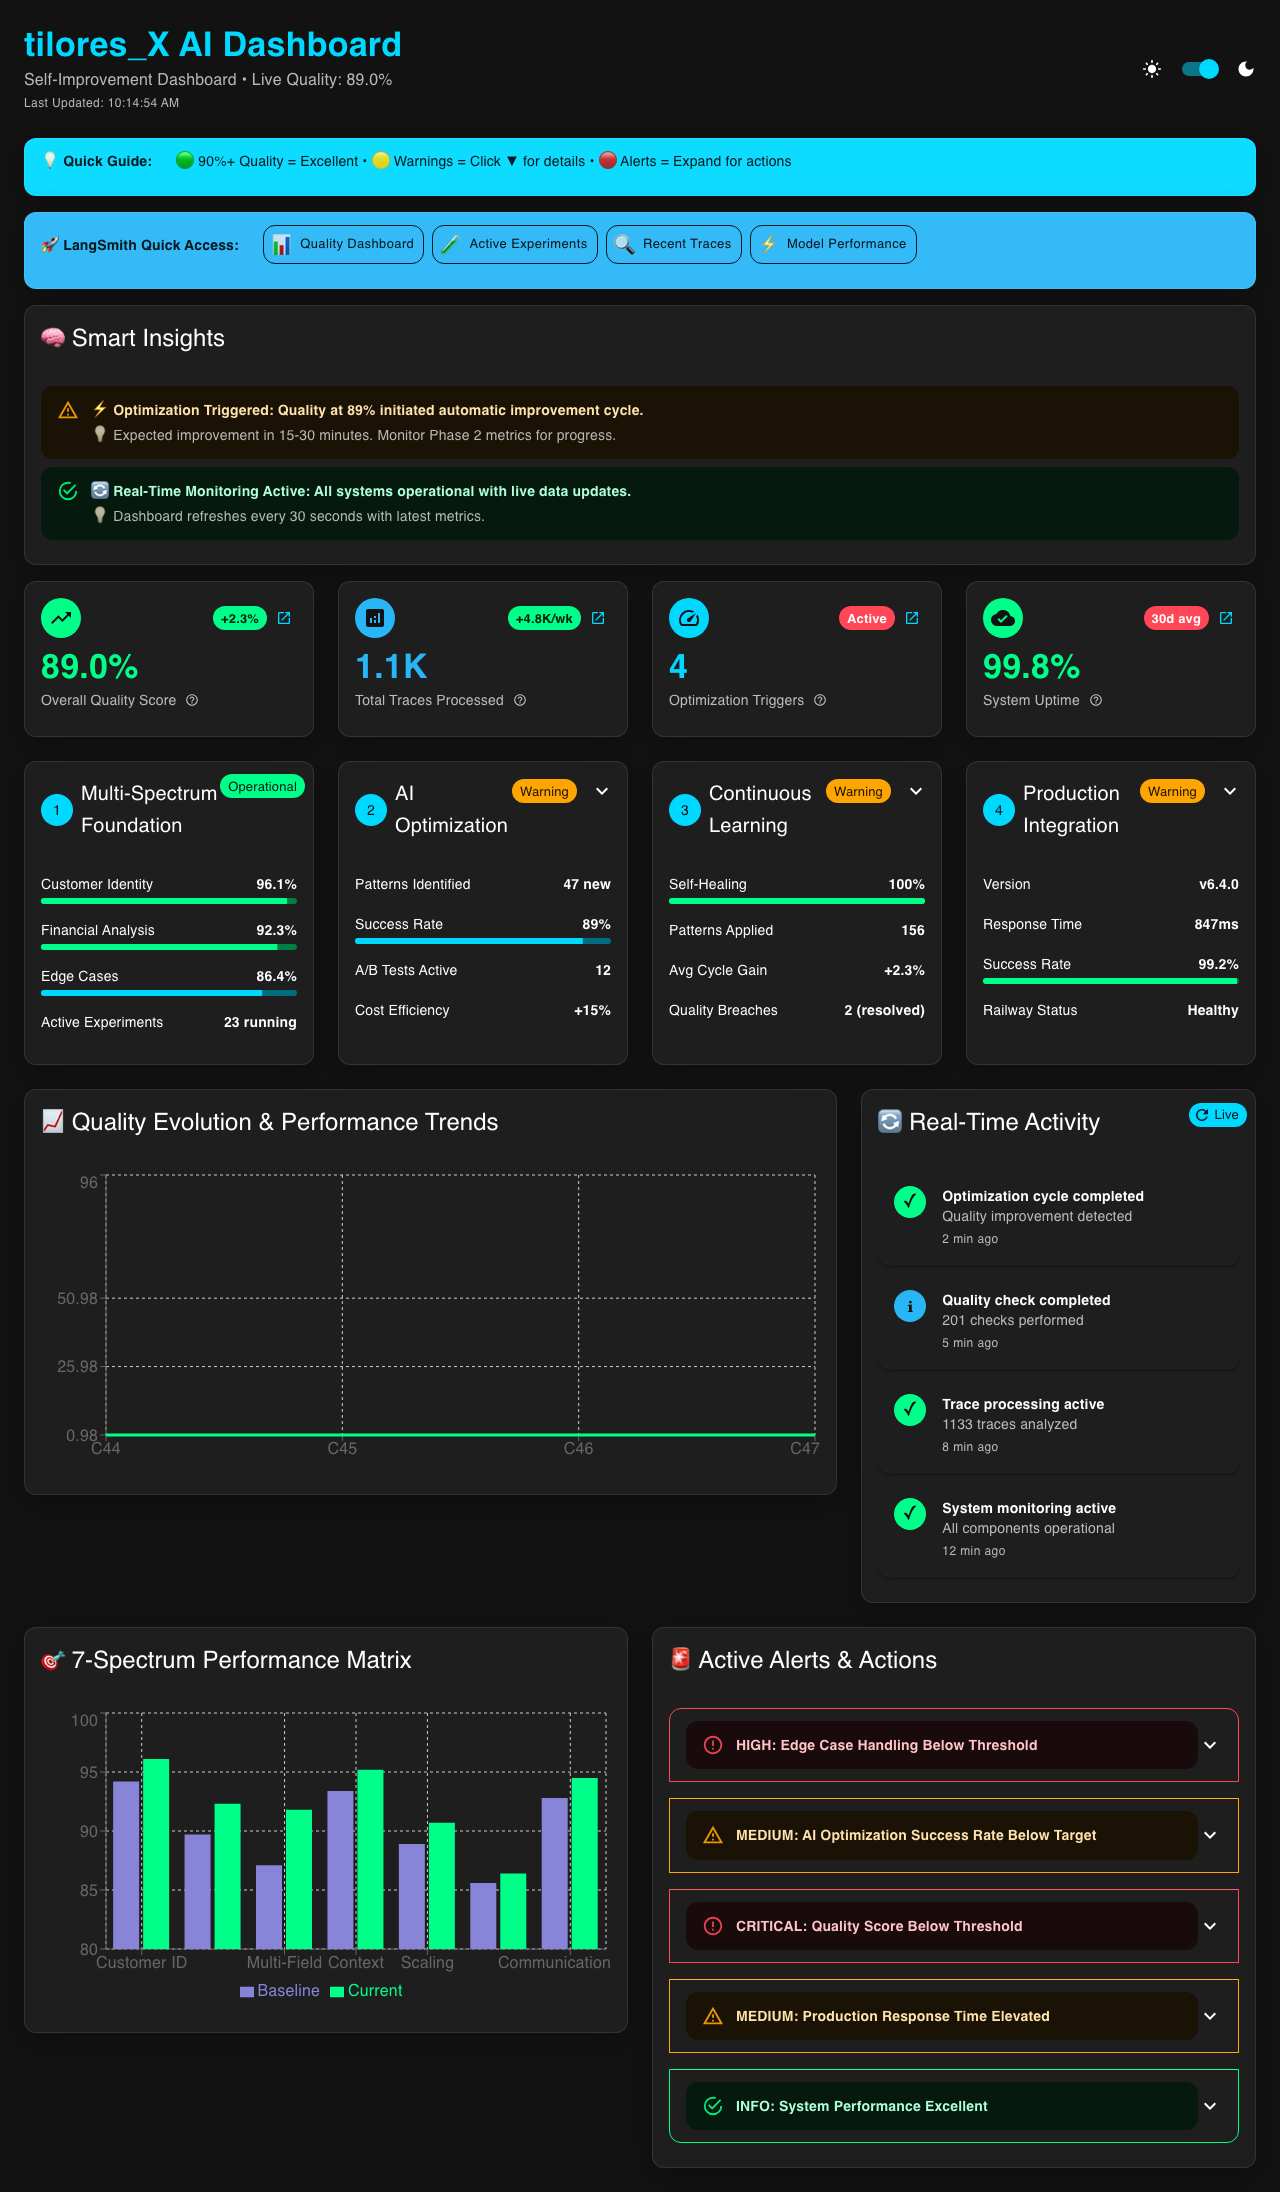 tilores_X AI Dashboard
Self-Improvement Dashboard • Live Quality: 89.0%
Last Updated: 10:14:54 AM
💡 Quick Guide: 🟢 90%+ Quality = Excellent • 🟡 Warnings = Click ▼ for details • 🔴 Alerts = Expand for actions
🚀 LangSmith Quick Access: 📊 Quality Dashboard 🧪 Active Experiments 🔍 Recent Traces ⚡ Model Performance
🧠 Smart Insights
⚡ Optimization Triggered: Quality at 89% initiated automatic improvement cycle.
💡 Expected improvement in 15-30 minutes. Monitor Phase 2 metrics for progress.
🔄 Real-Time Monitoring Active: All systems operational with live data updates.
💡 Dashboard refreshes every 30 seconds with latest metrics.
+2.3%
89.0%
Overall Quality Score
+4.8K/wk
1.1K
Total Traces Processed
Active
4
Optimization Triggers
30d avg
99.8%
System Uptime
1
Multi-Spectrum
Foundation
Operational
Customer Identity 96.1%
Financial Analysis 92.3%
Edge Cases 86.4%
Active Experiments 23 running
2
AI
Optimization
Warning
Patterns Identified 47 new
Success Rate 89%
A/B Tests Active 12
Cost Efficiency +15%
3
Continuous
Learning
Warning
Self-Healing 100%
Patterns Applied 156
Avg Cycle Gain +2.3%
Quality Breaches 2 (resolved)
4
Production
Integration
Warning
Version v6.4.0
Response Time 847ms
Success Rate 99.2%
Railway Status Healthy
📈 Quality Evolution & Performance Trends
96
50.98
25.98
0.98
C44 C45 C46 C47
🔄 Real-Time Activity
Live
✓
Optimization cycle completed
Quality improvement detected
2 min ago
ℹ
Quality check completed
201 checks performed
5 min ago
✓
Trace processing active
1133 traces analyzed
8 min ago
✓
System monitoring active
All components operational
12 min ago
🎯 7-Spectrum Performance Matrix
100
95
90
85
80
Customer ID Multi-Field Context Scaling Communication
Baseline Current
🚨 Active Alerts & Actions
HIGH: Edge Case Handling Below Threshold
MEDIUM: AI Optimization Success Rate Below Target
CRITICAL: Quality Score Below Threshold
MEDIUM: Production Response Time Elevated
INFO: System Performance Excellent